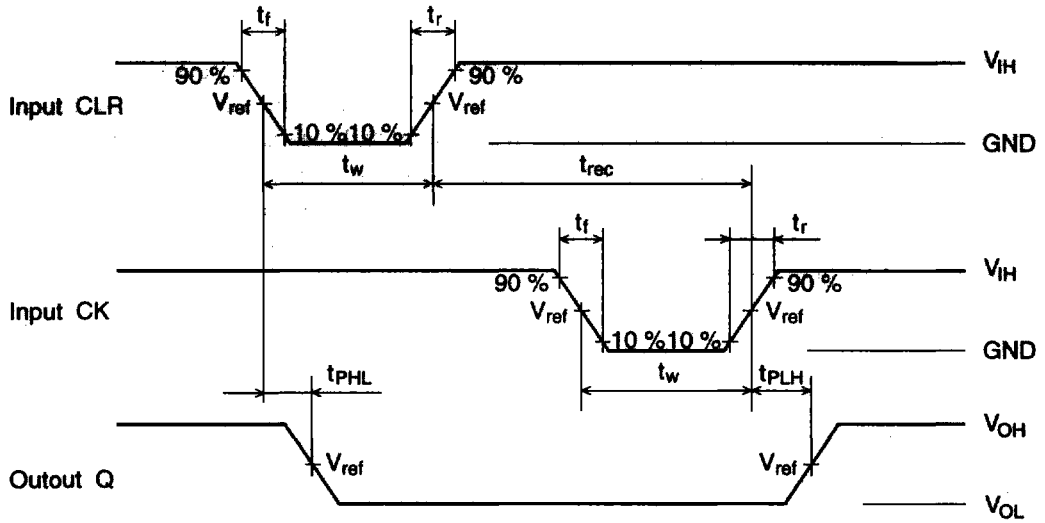 tf
tr
90 %
90 %
VIH
Input CLR
Vref
Vref
10 %
10 %
GND
tw
trec
tf
tr
VIH
90 %
90 %
Input CK
Vref
Vref
10 %
10 %
GND
tPHL
tw
tPLH
VOH
Outout Q
Vref
Vref
VOL